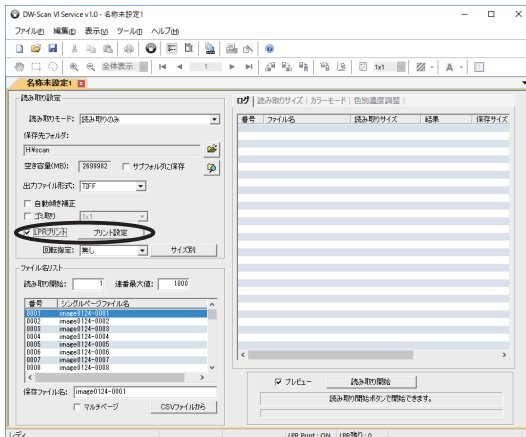 DW-Scan VI Service v1.0 - 名称未設定1
ファイル(F) 編集(E) 表示(V) ツール(T) ヘルプ(H)
全体表示 1 1x1 A
名称未設定1
読み取り設定
読み取りモード: 読み取りのみ
保存先フォルダ:
H:¥scan
空き容量(MB): 2699982 サブフォルダに保存
出力ファイル形式: TIFF
自動傾き補正
ゴミ取り 1x1
LPRプリント プリント設定
回転指定: 無し サイズ別
ファイル名リスト
読み取り開始: 1 連番最大値: 1000
番号 シングルページファイル名
0001 image0124-0001
0002 image0124-0002
0003 image0124-0003
0004 image0124-0004
0005 image0124-0005
0006 image0124-0006
0007 image0124-0007
0008 image0124-0008
保存ファイル名: image0124-0001
マルチページ CSVファイルから
ログ 読み取りサイズ カラーモード 色別濃度調整
番号 ファイル名 読み取りサイズ 結果 保存サイズ
プレビュー 読み取り開始
読み取り開始ボタンで開始できます。
レディ LPR Print : ON LPR残り : 0